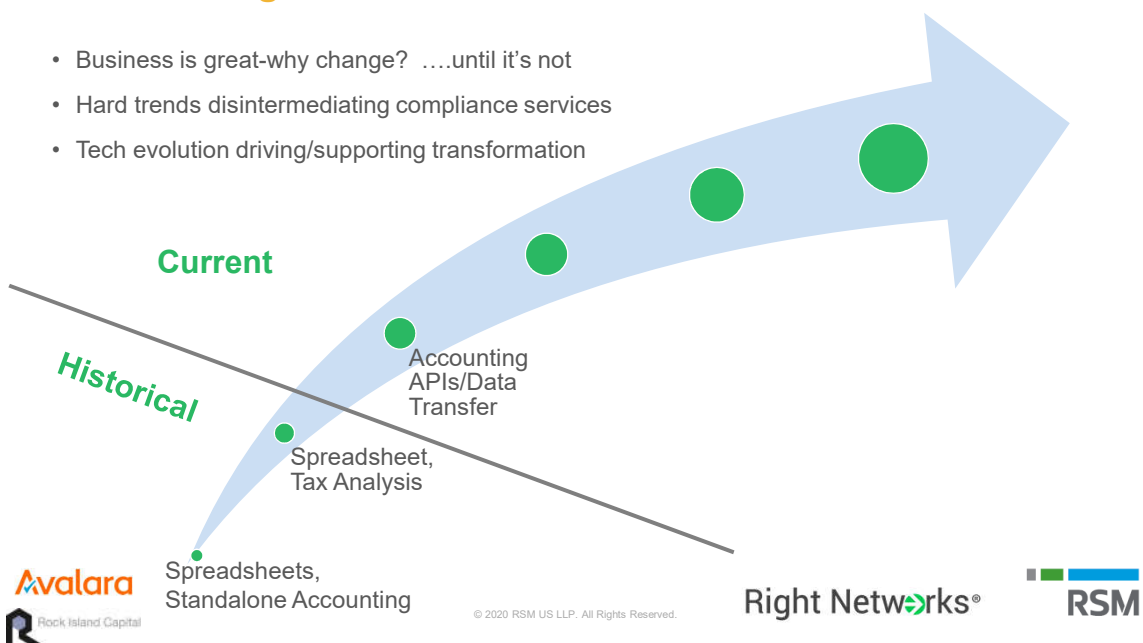 • Business is great-why change?  ….until it’s not
• Hard trends disintermediating compliance services
• Tech evolution driving/supporting transformation
Current
Historical
Accounting
APIs/Data
Transfer
Spreadsheet,
Tax Analysis
Spreadsheets,
Standalone Accounting
Avalara
Rock Island Capital
© 2020 RSM US LLP. All Rights Reserved.
Right Networks®
RSM